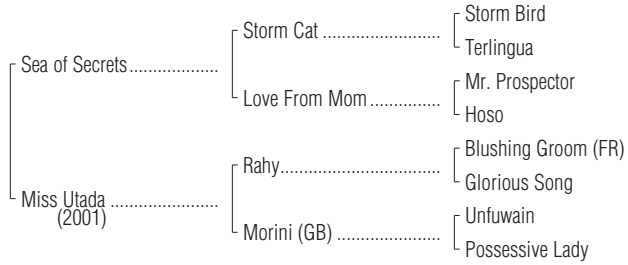 Storm Bird
Storm Cat ........................
Terlingua
Sea of Secrets..................
Mr. Prospector
Love From Mom ................
Hoso
Blushing Groom (FR)
Rahy................................
Glorious Song
Miss Utada ......................
(2001)
Unfuwain
Morini (GB) .....................
Possessive Lady